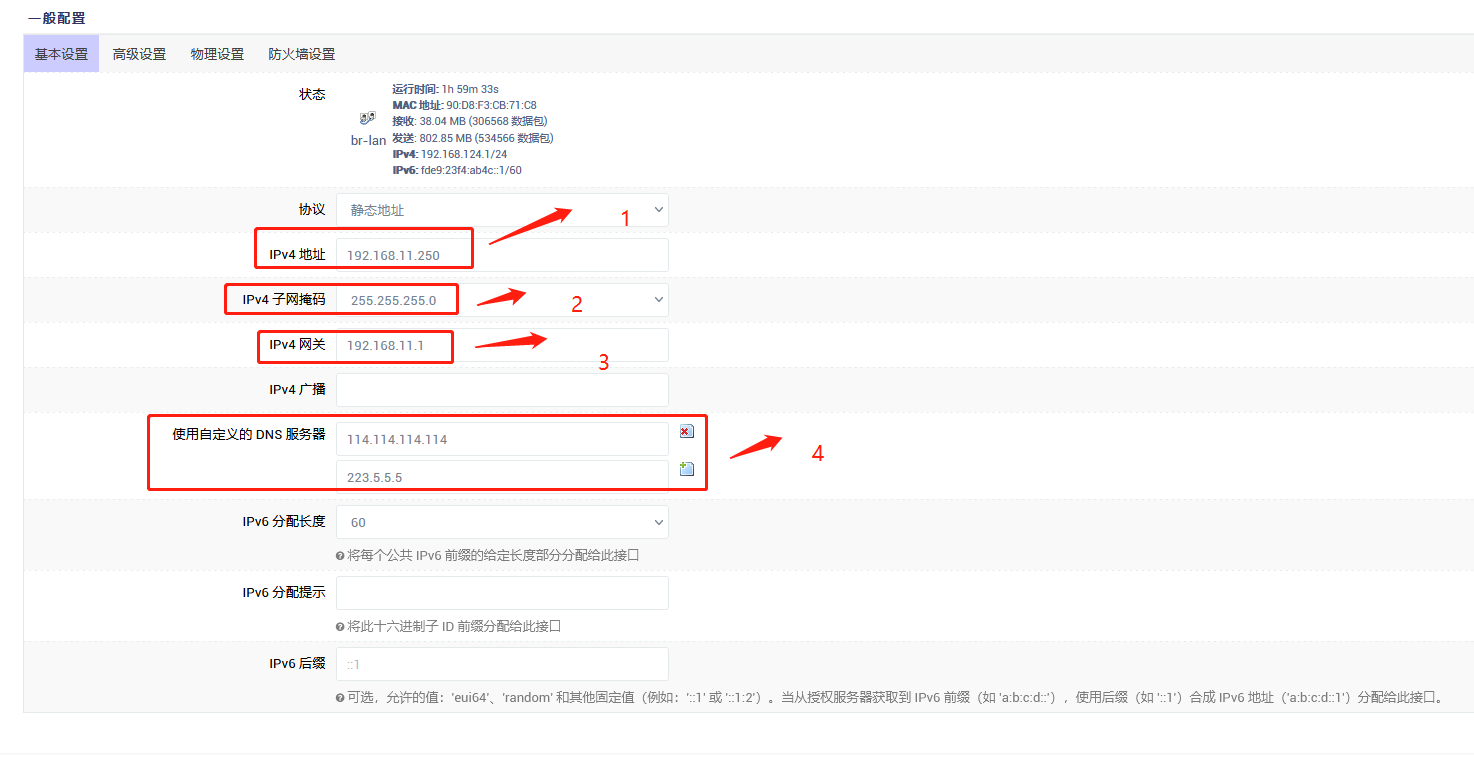 一般配置
基本设置 高级设置 物理设置 防火墙设置
状态
br-lan
运行时间: 1h 59m 33s
MAC 地址: 90:D8:F3:CB:71:C8
接收: 38.04 MB (306568 数据包)
发送: 802.85 MB (534566 数据包)
IPv4: 192.168.124.1/24
IPv6: fde9:23f4:ab4c::1/60
协议 静态地址
1
IPv4 地址 192.168.11.250
IPv4 子网掩码 255.255.255.0
2
IPv4 网关 192.168.11.1
3
IPv4 广播
使用自定义的 DNS 服务器 114.114.114.114
4
223.5.5.5
IPv6 分配长度 60
将每个公共 IPv6 前缀的给定长度部分分配给此接口
IPv6 分配提示
将此十六进制子 ID 前缀分配给此接口
IPv6 后缀 ::1
可选，允许的值：'eui64'、'random' 和其他固定值（例如：'::1' 或 '::1:2'）。当从授权服务器获取到 IPv6 前缀（如 'a:b:c:d::'），使用后缀（如 '::1'）合成 IPv6 地址（'a:b:c:d::1'）分配给此接口。